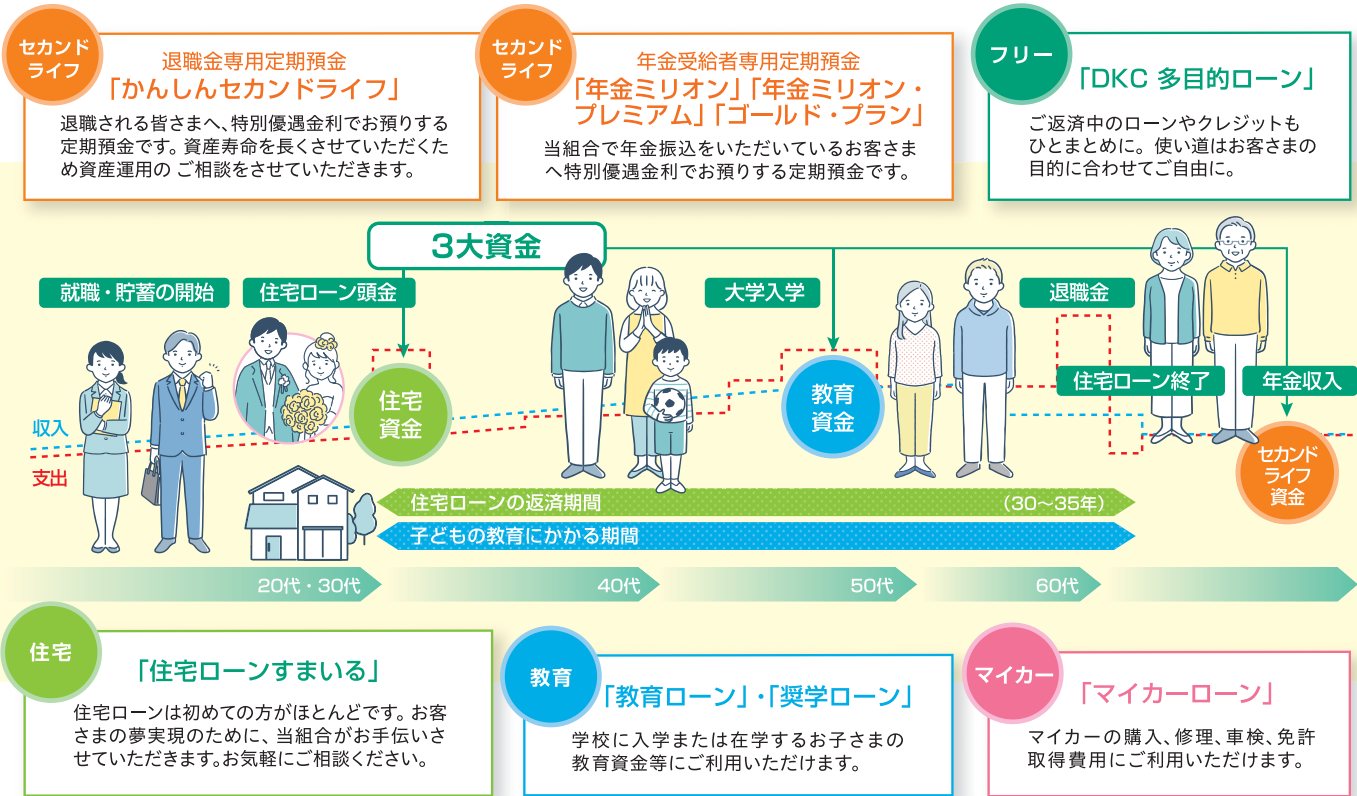 セカンド
ライフ
退職金専用定期預金
「かんしんセカンドライフ」
退職される皆さまへ、特別優遇金利でお預りする
定期預金です。資産寿命を長くさせていただくた
め資産運用の ご相談をさせていただきます。
セカンド
ライフ
年金受給者専用定期預金
「年金ミリオン」「年金ミリオン・
プレミアム」「ゴールド・プラン」
当組合で年金振込をいただいているお客さま
へ特別優遇金利でお預りする定期預金です。
フリー
「DKC 多目的ローン」
ご返済中のローンやクレジットも
ひとまとめに。使い道はお客さまの
目的に合わせてご自由に。
3大資金
就職・貯蓄の開始
住宅ローン頭金
大学入学
退職金
住宅ローン終了
年金収入
住宅
資金
教育
資金
収入
支出
セカンド
ライフ
資金
住宅ローンの返済期間
(30～35年)
子どもの教育にかかる期間
20代・30代
40代
50代
60代
住宅
「住宅ローンすまいる」
住宅ローンは初めての方がほとんどです。お客
さまの夢実現のために、当組合がお手伝いさ
せていただきます。お気軽にご相談ください。
教育
「教育ローン」・「奨学ローン」
学校に入学または在学するお子さまの
教育資金等にご利用いただけます。
マイカー
「マイカーローン」
マイカーの購入、修理、車検、免許
取得費用にご利用いただけます。